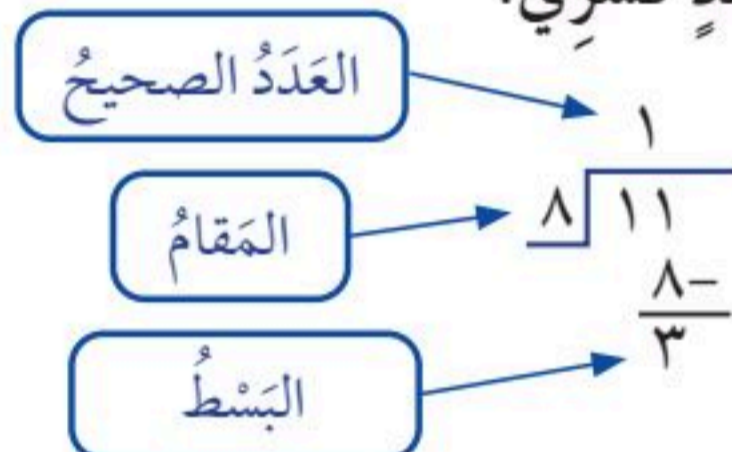 العَدَدُ الصحيحُ
١
المَقامُ
٨ ١١
٨−
٣
البَسْطُ